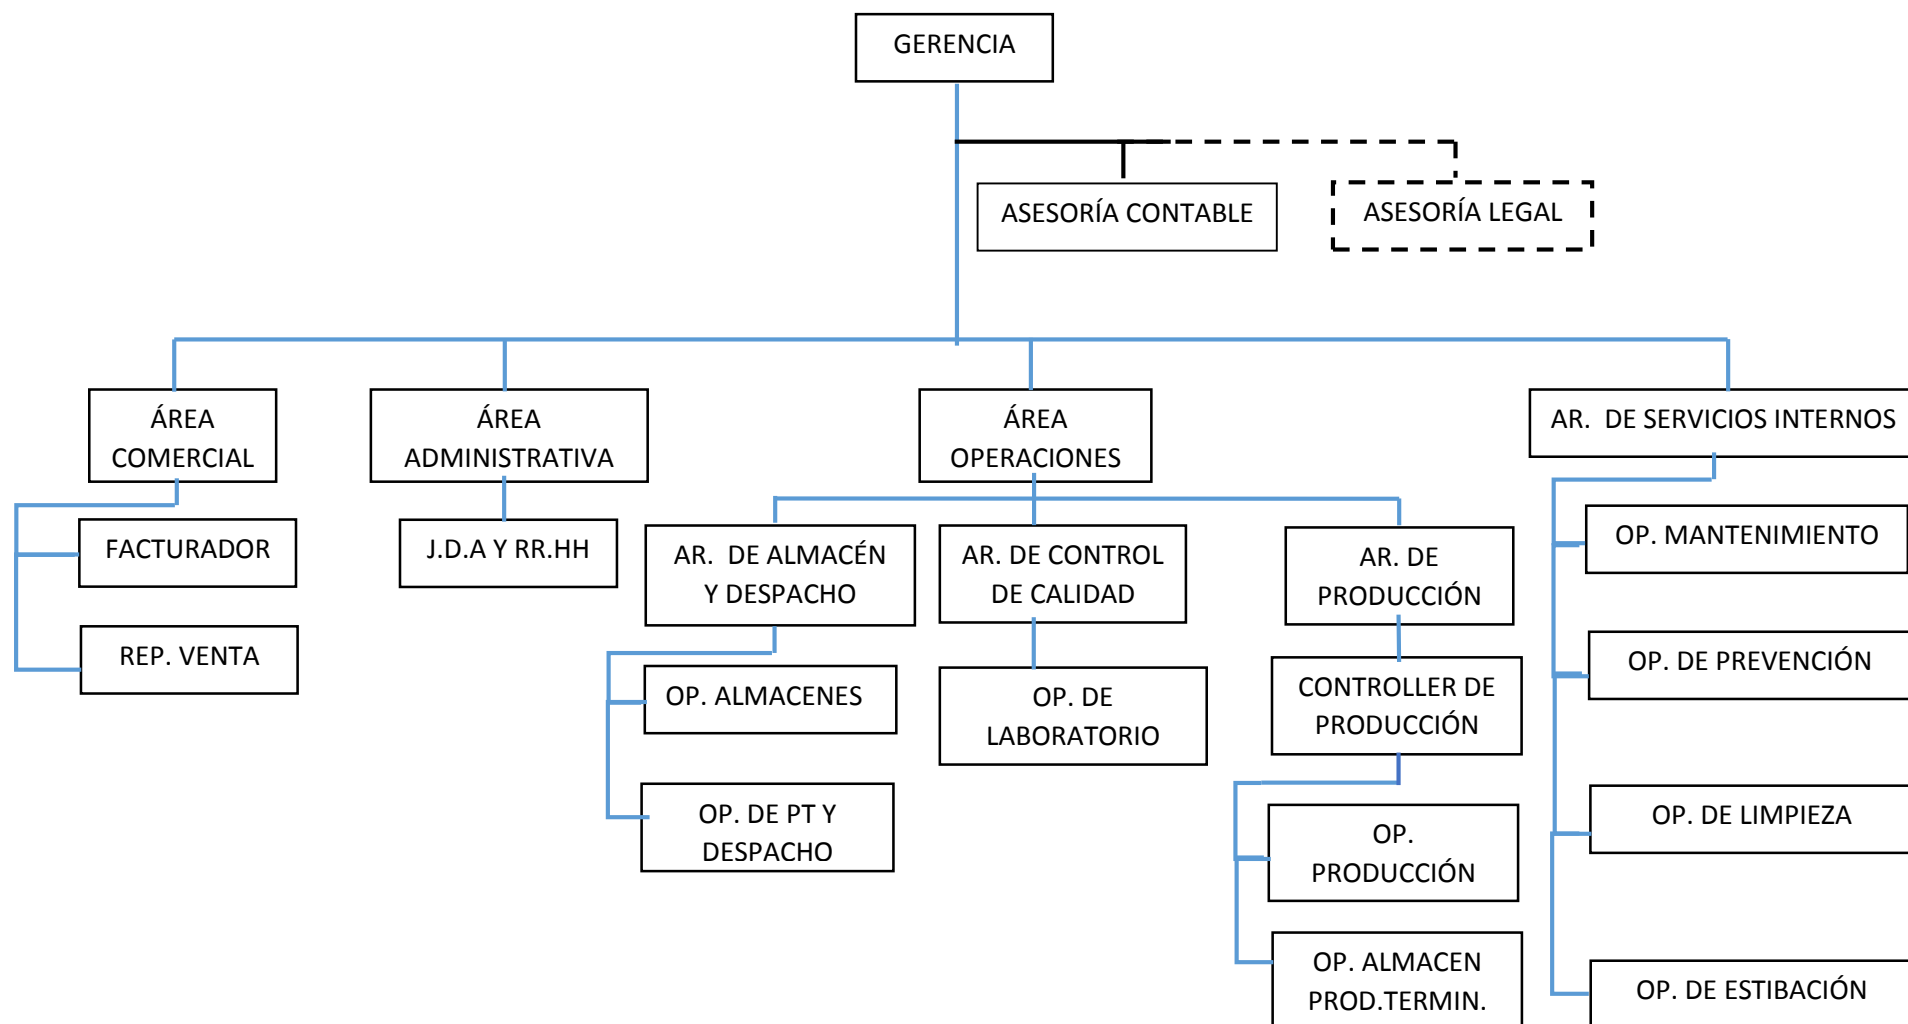 GERENCIA
ASESORÍA CONTABLE
ASESORÍA LEGAL
ÁREA
COMERCIAL
ÁREA
ADMINISTRATIVA
ÁREA
OPERACIONES
AR. DE SERVICIOS INTERNOS
FACTURADOR
REP. VENTA
J.D.A Y RR.HH
AR. DE ALMACÉN
Y DESPACHO
OP. ALMACENES
OP. DE PT Y
DESPACHO
AR. DE CONTROL
DE CALIDAD
OP. DE
LABORATORIO
AR. DE
PRODUCCIÓN
CONTROLLER DE
PRODUCCIÓN
OP.
PRODUCCIÓN
OP. ALMACEN
PROD.TERMIN.
OP. MANTENIMIENTO
OP. DE PREVENCIÓN
OP. DE LIMPIEZA
OP. DE ESTIBACIÓN